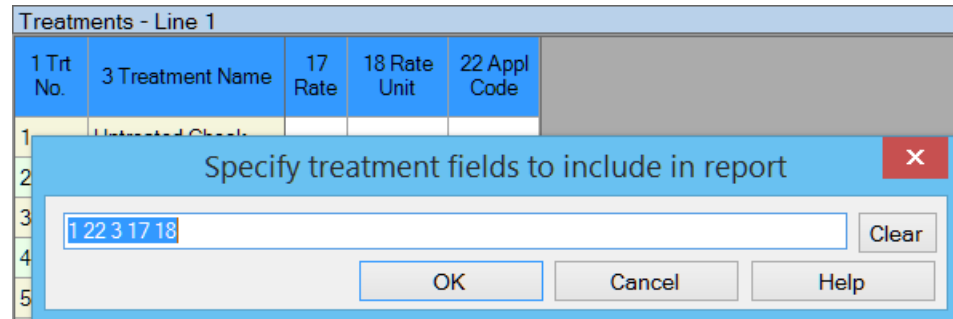 Treatments - Line 1
1 Trt No.
3 Treatment Name
17 Rate
18 Rate Unit
22 Appl Code
1
2
3
4
5
Specify treatment fields to include in report
1 22 3 17 18
Clear
OK
Cancel
Help